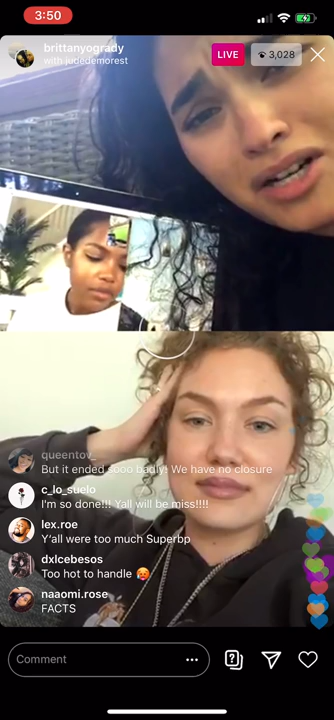 3:50
brittanyogrady
with judedemorest
LIVE
3,028
queentov_
But it ended sooo badly! We have no closure
c_lo_suelo
I'm so done!!! Yall will be miss!!!!
lex.roe
Y'all were too much Superbp
dxlcebesos
Too hot to handle 🥵
naaomi.rose
FACTS
Comment